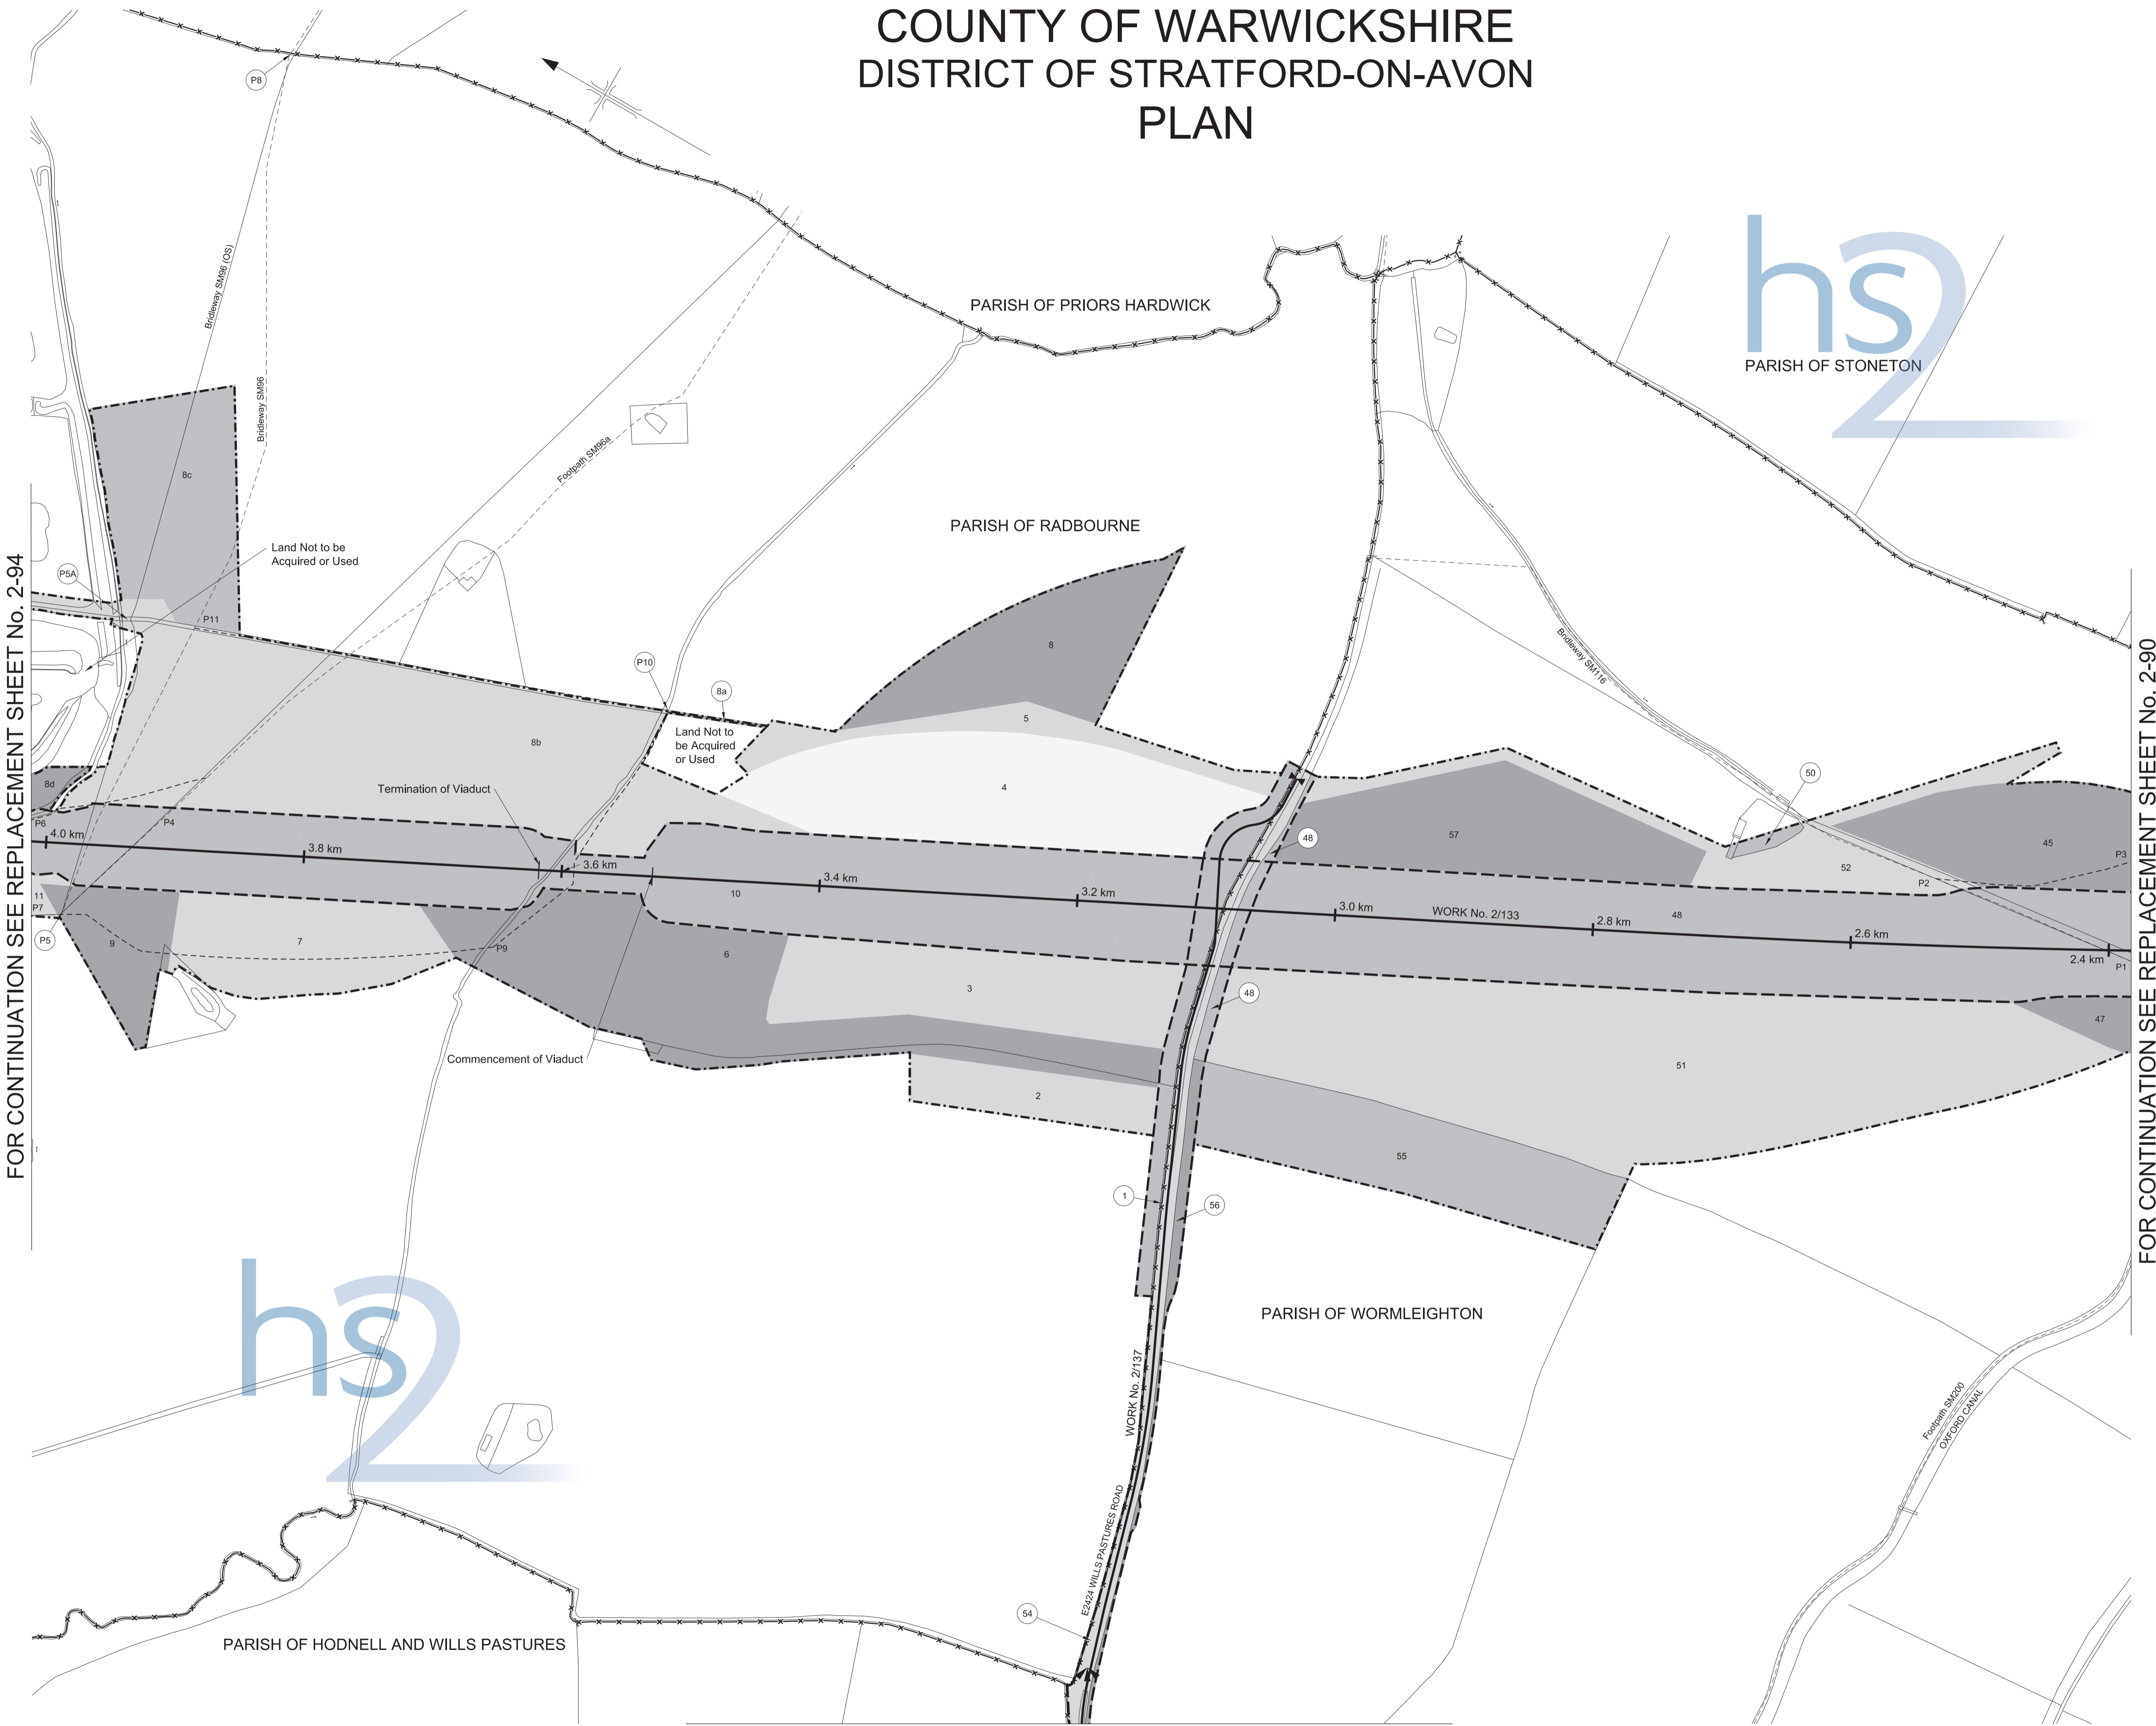 COUNTY OF WARWICKSHIRE
DISTRICT OF STRATFORD-ON-AVON
PLAN
P8
Bridleway SM96 (OS)
Bridleway SM96
PARISH OF PRIORS HARDWICK
hs2
PARISH OF STONETON
Footpath SM96a
8c
PARISH OF RADBOURNE
Land Not to be
Acquired or Used
P5A
P11
FOR CONTINUATION SEE REPLACEMENT SHEET No. 2-94
FOR CONTINUATION SEE REPLACEMENT SHEET No. 2-90
8
Bridleway SM116
P10
8a
5
Land Not to
be Acquired
or Used
8b
8d
Termination of Viaduct
4
50
P6
P4
4.0 km
3.8 km
3.6 km
3.4 km
3.2 km
3.0 km
2.8 km
2.6 km
2.4 km
48
57
45
P3
52
P2
11
P7
10
WORK No. 2/133
48
P5
9
7
P9
6
P1
3
48
47
Commencement of Viaduct
2
51
55
1
56
hs2
PARISH OF WORMLEIGHTON
WORK No. 2/137
Footpath SM200
OXFORD CANAL
E2424 WILLS PASTURES ROAD
54
PARISH OF HODNELL AND WILLS PASTURES